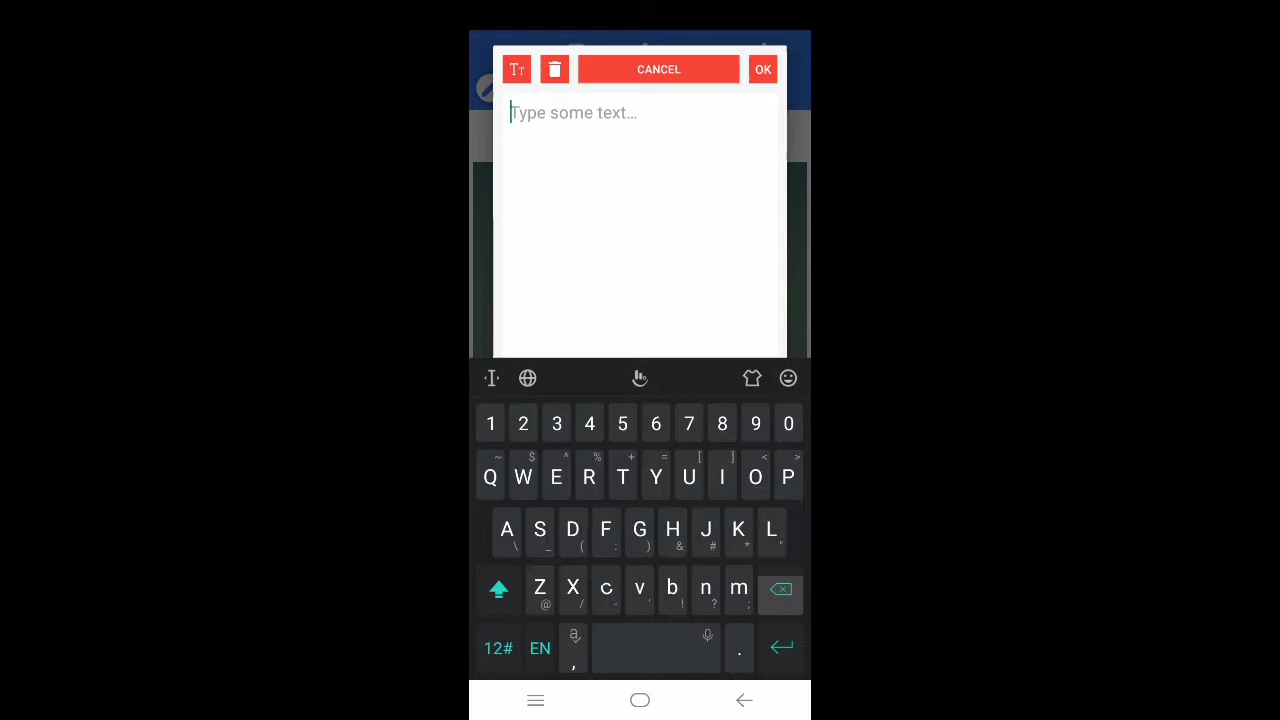 Tт CANCEL OK
Type some text...
1 2 3 4 5 6 7 8 9 0
~ $ ^ % + = [ ] < >
Q W E R T Y U I O P
A S D F G H J K L
\ _ ( : ) & # * "
Z X c v b n m
@ / - ' ! ? ;
12# EN a , .